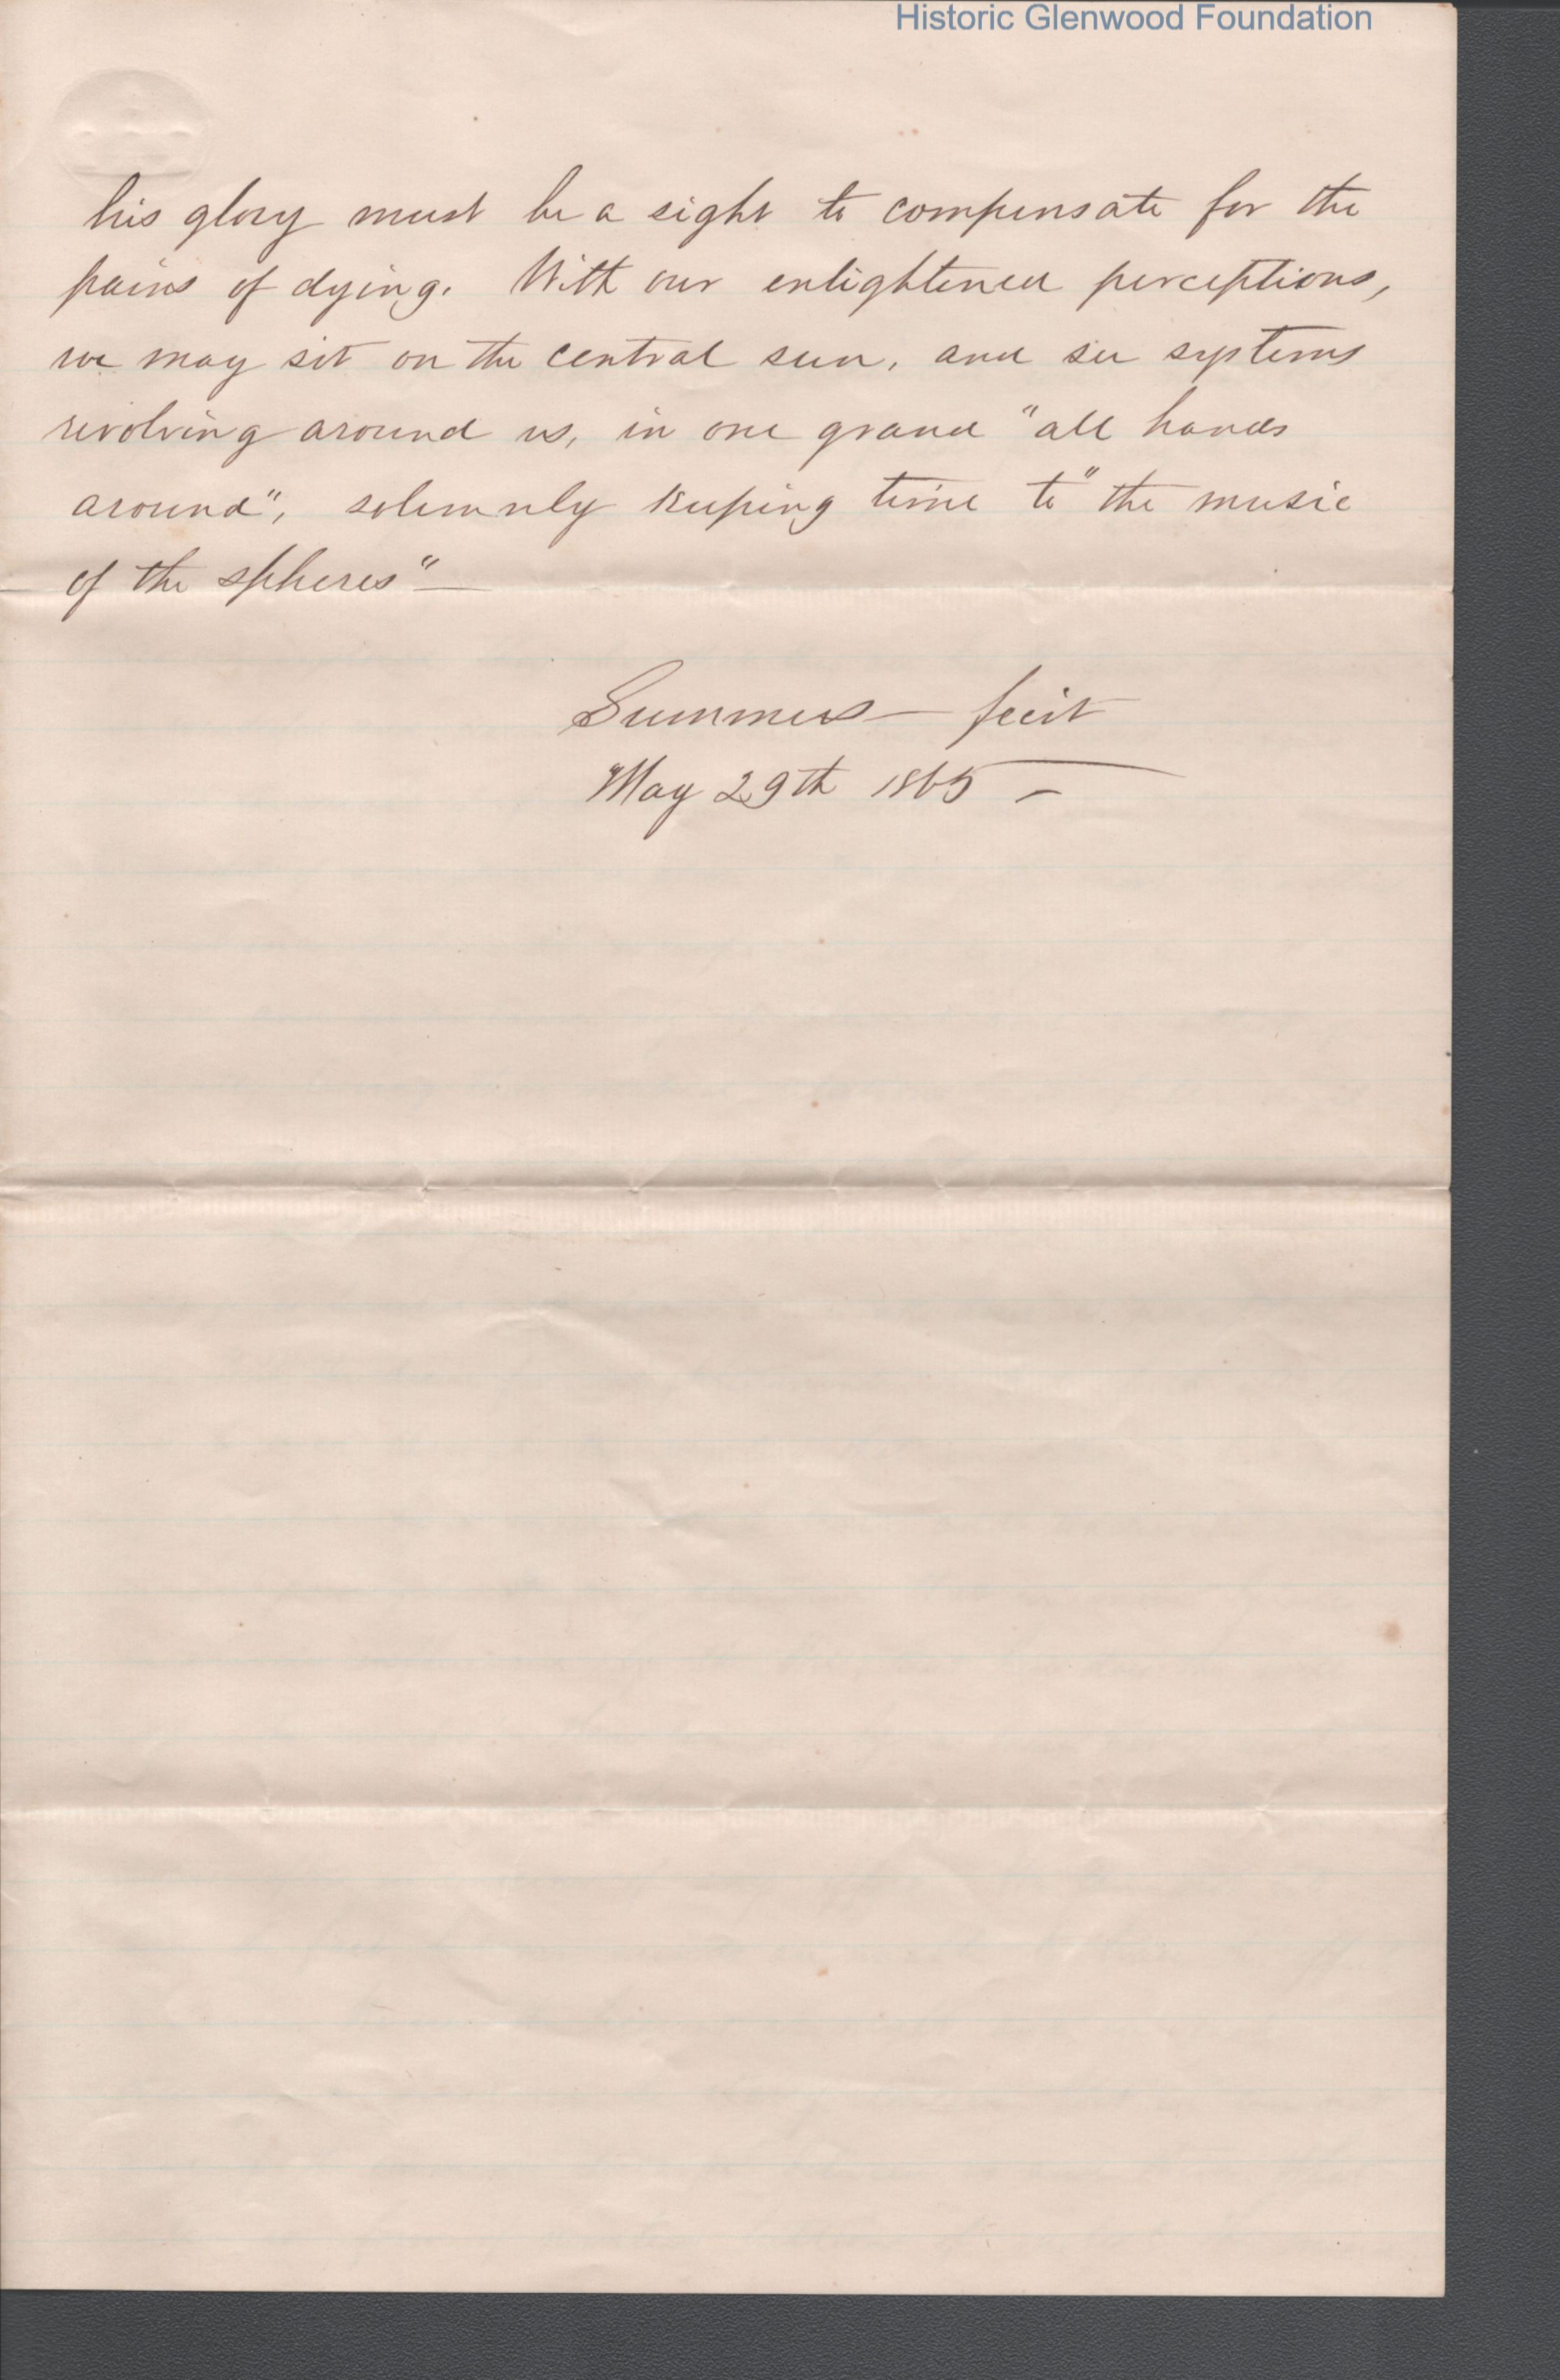 Historic Glenwood Foundation
his glory must be a sight to compensate for the
pains of dying. With our enlightened perceptions,
we may sit on the central sun, and see systems
revolving around us, in one grand "all hands
around", solemnly keeping time to "the music
of the spheres"—
Summers — fecit
May 29th 1865 —